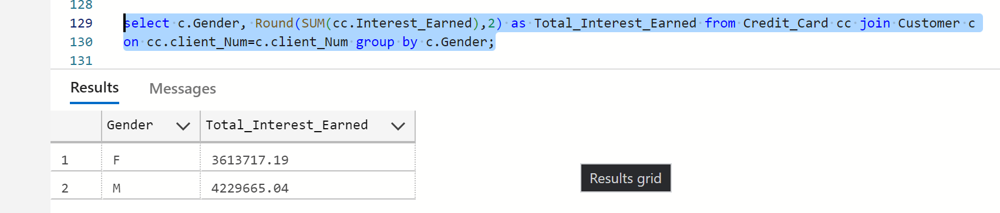 128
129 select c.Gender, Round(SUM(cc.Interest_Earned),2) as Total_Interest_Earned from Credit_Card cc join Customer c
130 on cc.client_Num=c.client_Num group by c.Gender;
131
Results Messages
Gender Total_Interest_Earned
1 F 3613717.19
2 M 4229665.04
Results grid